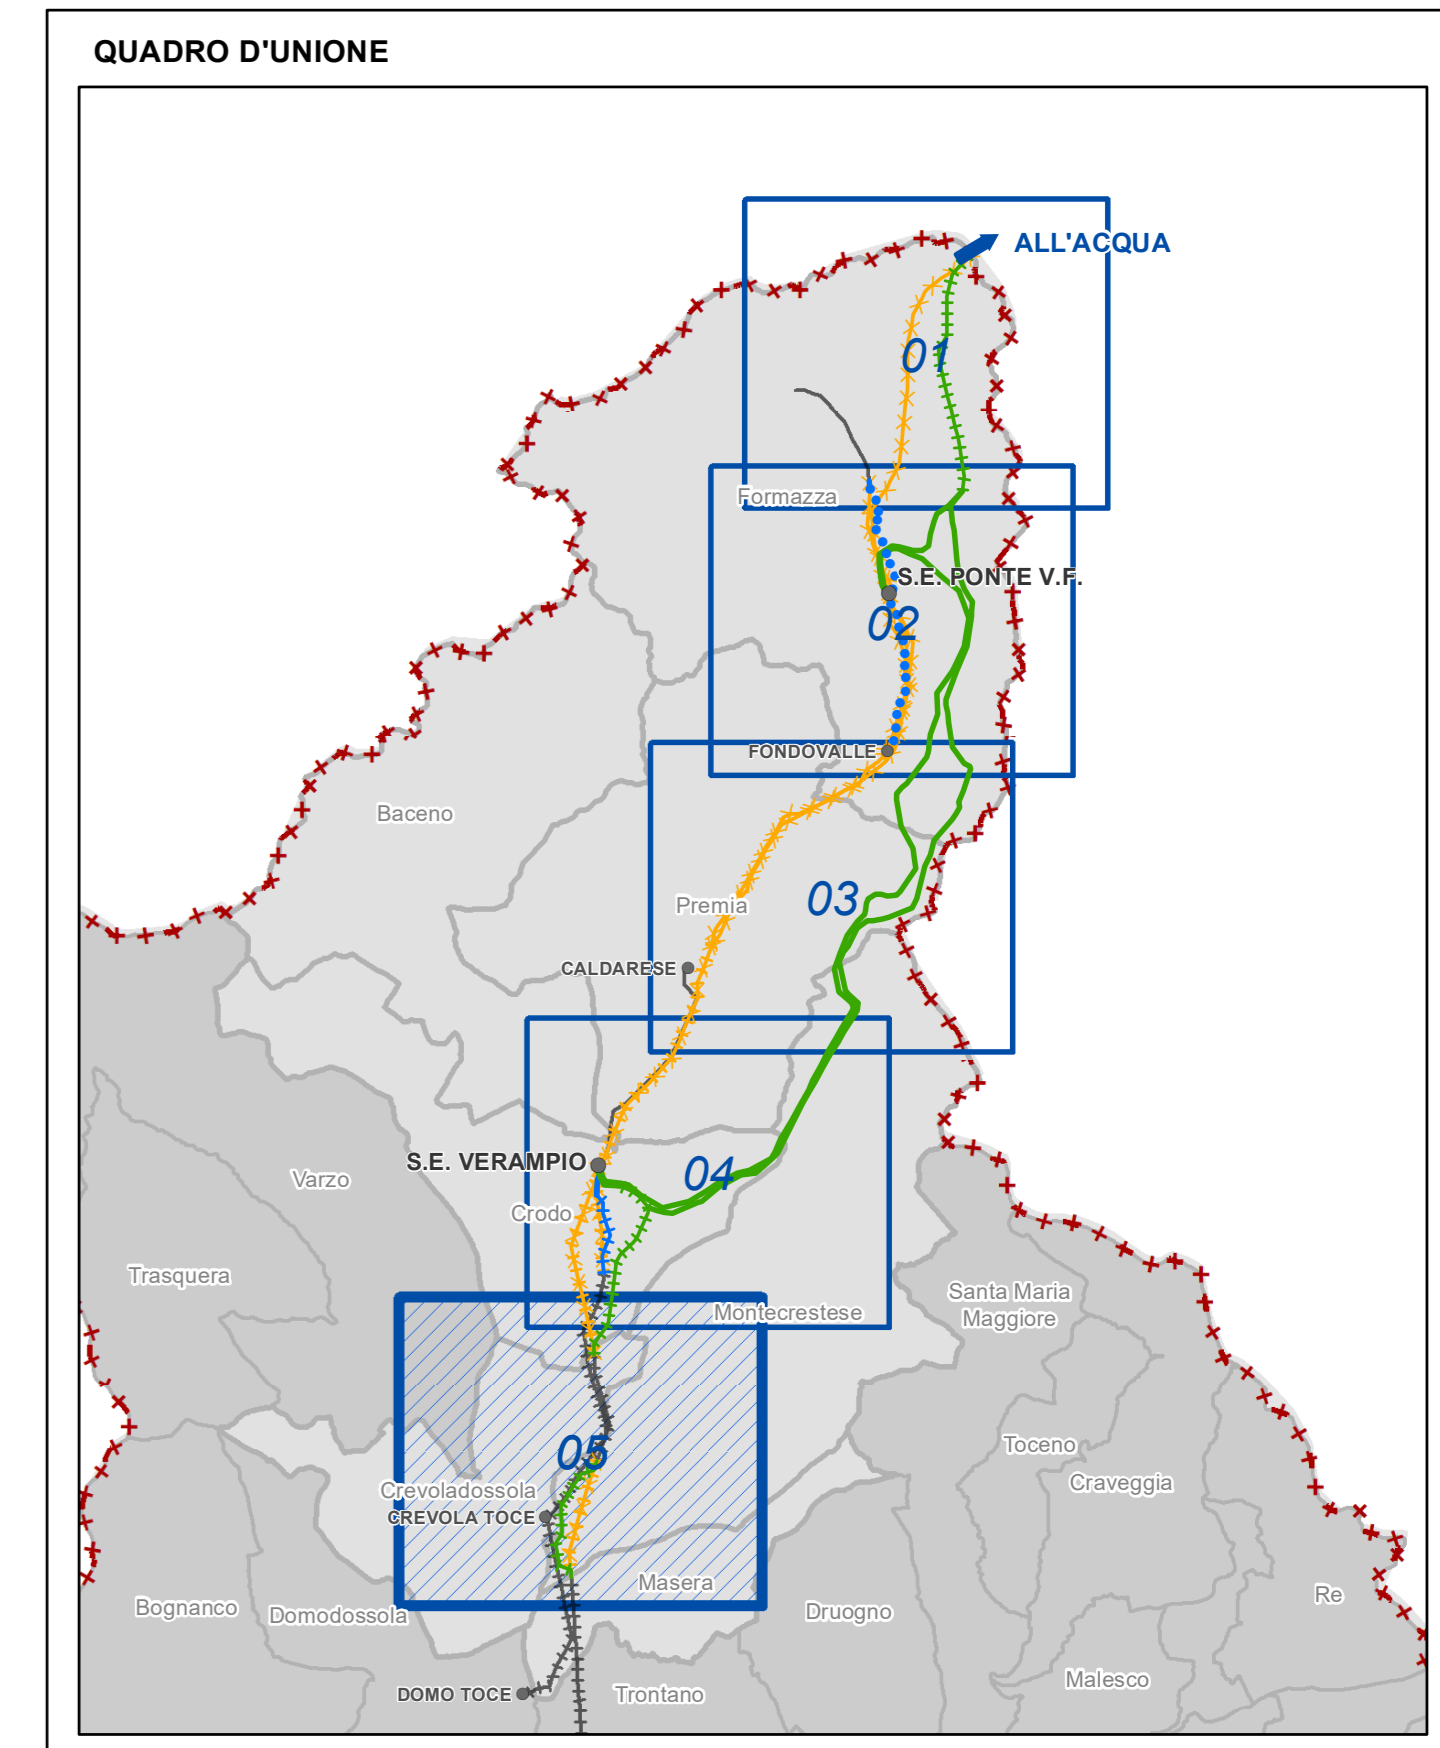 QUADRO D'UNIONE
ALL'ACQUA
01
Formazza
S.E. PONTE V.F.
02
FONDOVALLE
Baceno
03
Premia
CALDARESE
S.E. VERAMPIO
04
Varzo
Crodo
Trasquera
Santa Maria
Maggiore
Montecrestese
05
Toceno
Craveggia
Crevoladossola
CREVOLA TOCE
Masera
Re
Bognanco
Domodossola
Druogno
Malesco
DOMO TOCE
Trontano